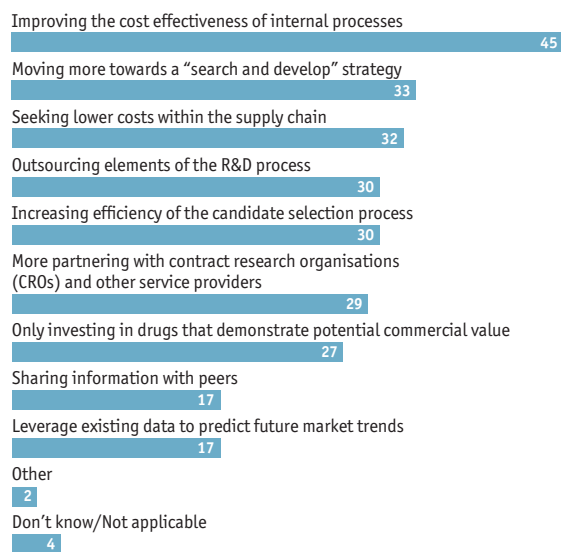 Improving the cost effectiveness of internal processes
45
Moving more towards a “search and develop” strategy
33
Seeking lower costs within the supply chain
32
Outsourcing elements of the R&D process
30
Increasing efficiency of the candidate selection process
30
More partnering with contract research organisations
(CROs) and other service providers
29
Only investing in drugs that demonstrate potential commercial value
27
Sharing information with peers
17
Leverage existing data to predict future market trends
17
Other
2
Don’t know/Not applicable
4